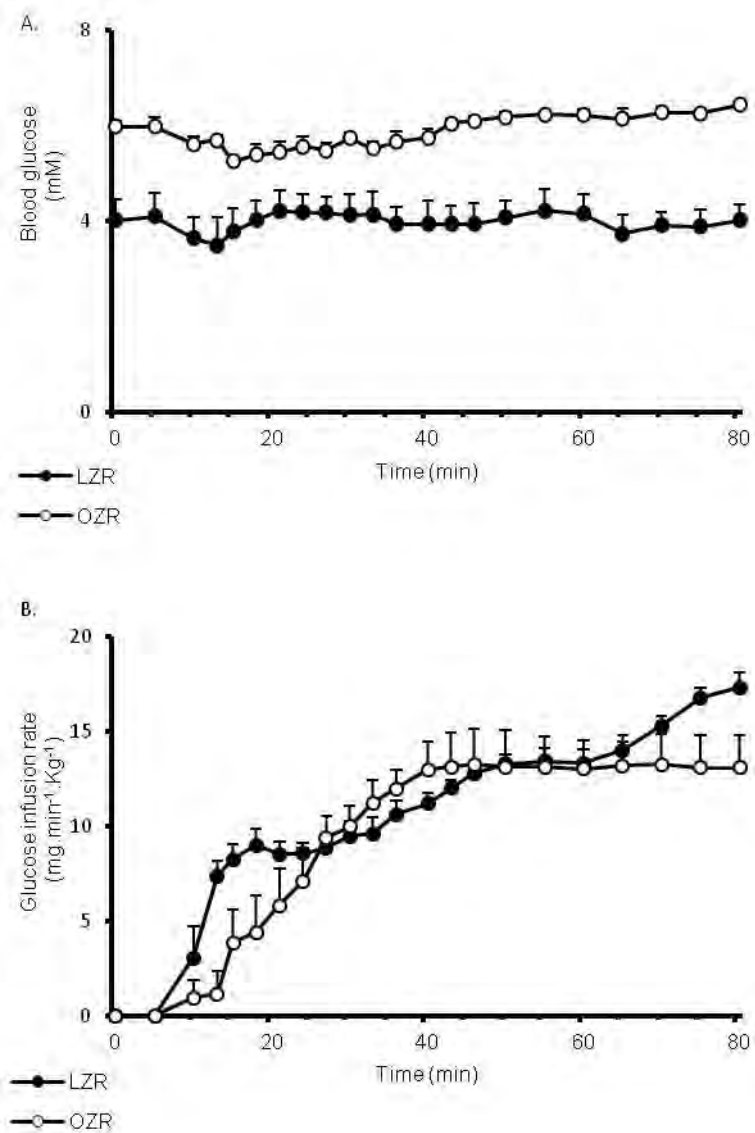 A.
8
4
0
Blood glucose
(mM)
0 20 40 60 80
Time (min)
LZR
OZR
B.
20
15
10
5
0
Glucose infusion rate
(mg min⁻¹.Kg⁻¹)
0 20 40 60 80
Time (min)
LZR
OZR